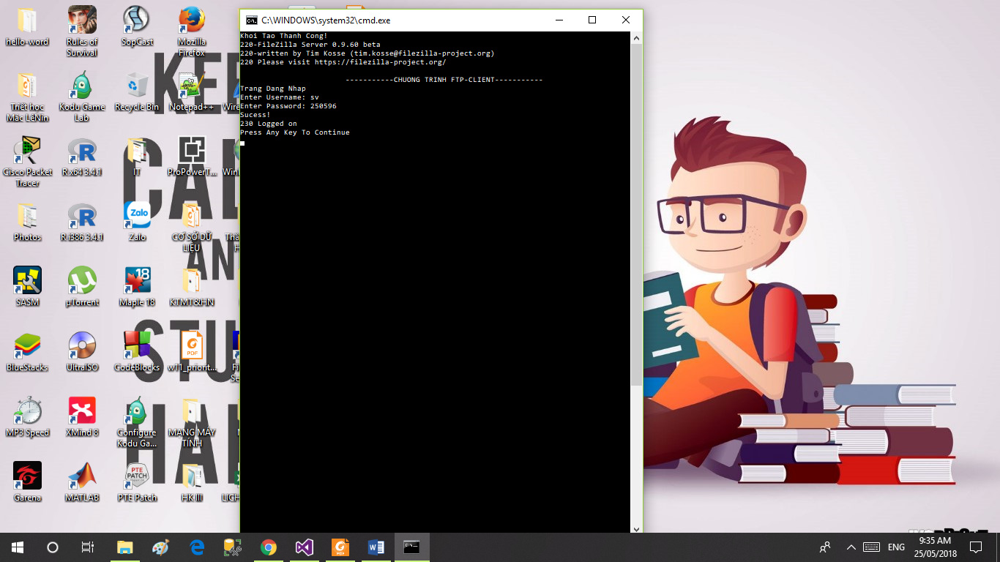 C:\WINDOWS\system32\cmd.exe
Khoi Tao Thanh Cong!
220-FileZilla Server 0.9.60 beta
220-written by Tim Kosse (tim.kosse@filezilla-project.org)
220 Please visit https://filezilla-project.org/
-----------CHUONG TRINH FTP-CLIENT-----------
Trang Dang Nhap
Enter Username: sv
Enter Password: 250596
Sucess!
230 Logged on
Press Any Key To Continue
hello-word
Rules of Survival
SopCast
Mozilla Firefox
Triết học Mác LêNin
Kodu Game Lab
Recycle Bin
Notepad++
Cisco Packet Tracer
R x64 3.4.1
IT
ProPowerT...
Photos
R i386 3.4.1
Zalo
CƠ SỞ DỮ LIỆU
SASM
µTorrent
Maple 18
KTMT&HN
BlueStacks
UltraISO
CodeBlocks
w11_priorit...
MP3 Speed
XMind 8
Configure Kodu Ga...
MẠNG MÁY TÍNH
Garena
MATLAB
PTE Patch
HK III
LICH
AN
STU
HA
ENG
9:35 AM
25/05/2018